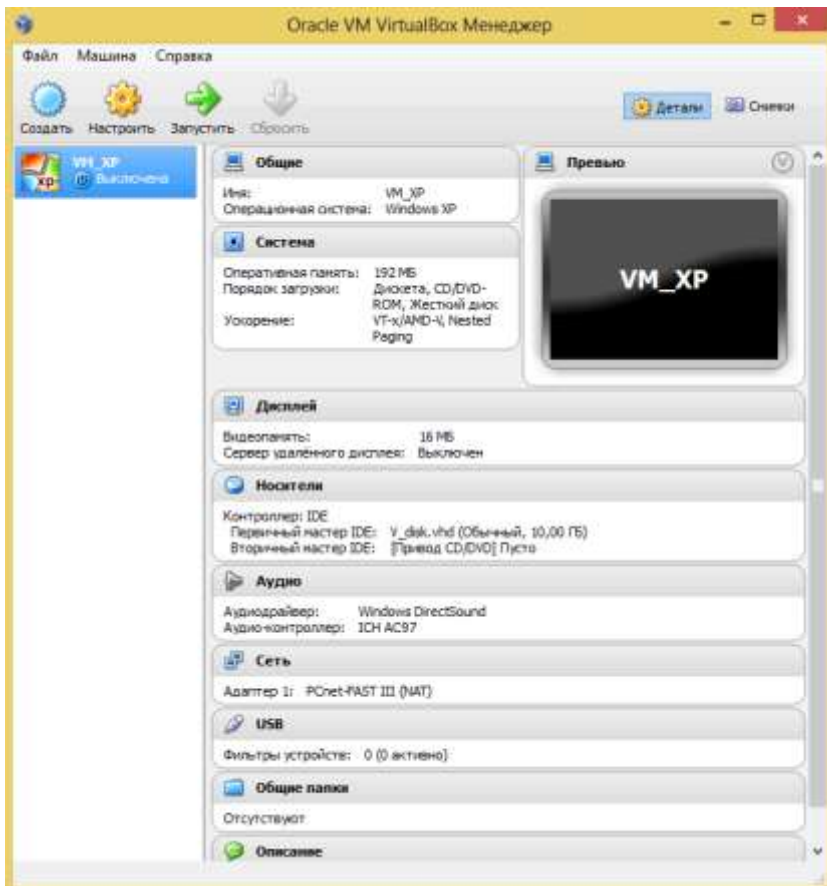 Oracle VM VirtualBox Менеджер
Файл Машина Справка
Создать Настроить Запустить Сбросить
Детали Снимки
VM_XP
Выключена
Общие
Имя: VM_XP
Операционная система: Windows XP
Превью
VM_XP
Система
Оперативная память: 192 МБ
Порядок загрузки: Дискета, CD/DVD-
ROM, Жесткий диск
Ускорение: VT-x/AMD-V, Nested
Paging
Дисплей
Видеопамять: 16 МБ
Сервер удалённого дисплея: Выключен
Носители
Контроллер: IDE
Первичный мастер IDE: V_disk.vhd (Обычный, 10,00 ГБ)
Вторичный мастер IDE: [Привод CD/DVD] Пусто
Аудио
Аудиодрайвер: Windows DirectSound
Аудио-контроллер: ICH AC97
Сеть
Адаптер 1: PCnet-FAST III (NAT)
USB
Фильтры устройств: 0 (0 активно)
Общие папки
Отсутствуют
Описание